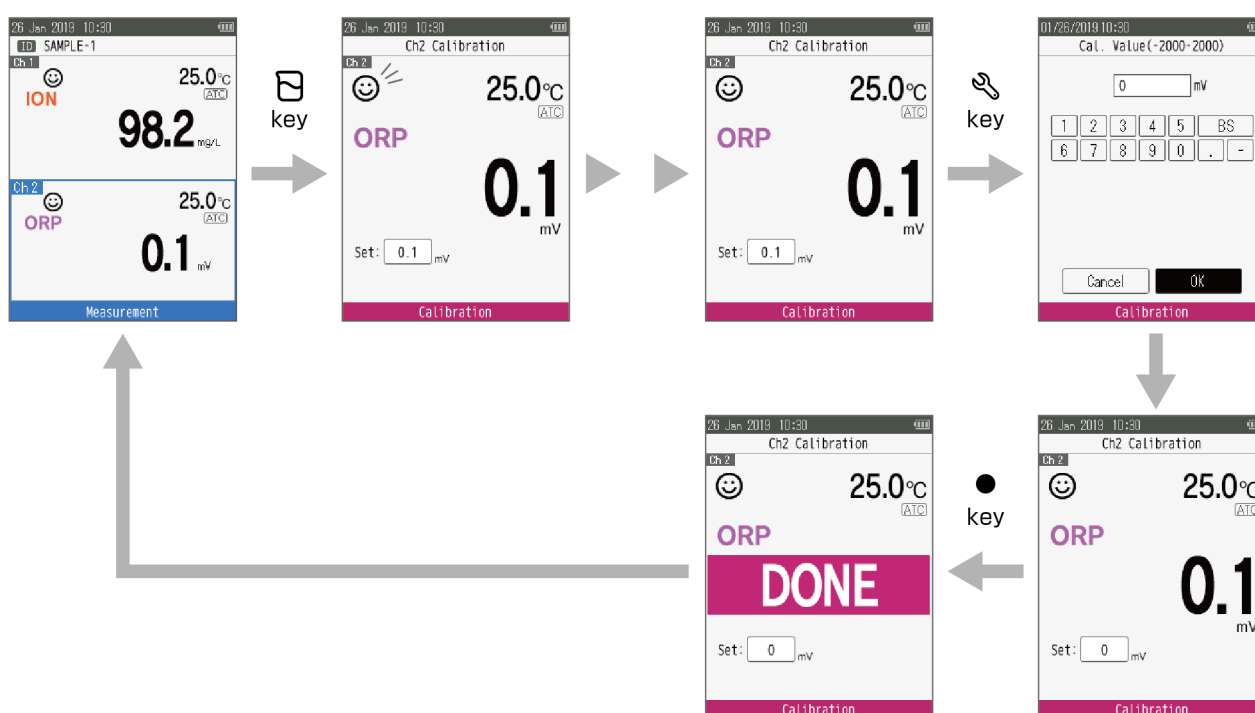 26 Jan 2019 10:30
ID SAMPLE-1
Ch 1
25.0℃
ION
ATC
98.2 mg/L
Ch 2
25.0℃
ORP
ATC
0.1 mV
Measurement
key
26 Jan 2019 10:30
Ch2 Calibration
Ch 2
25.0℃
ATC
ORP
0.1
mV
Set: 0.1 mV
Calibration
26 Jan 2019 10:30
Ch2 Calibration
Ch 2
25.0℃
ATC
ORP
0.1
mV
Set: 0.1 mV
Calibration
key
01/26/2019 10:30
Cal. Value(-2000-2000)
0 mV
1 2 3 4 5 BS
6 7 8 9 0 . -
Cancel OK
Calibration
26 Jan 2019 10:30
Ch2 Calibration
Ch 2
25.0℃
ATC
ORP
0.1
mV
Set: 0 mV
Calibration
key
26 Jan 2019 10:30
Ch2 Calibration
Ch 2
25.0℃
ATC
ORP
DONE
Set: 0 mV
Calibration